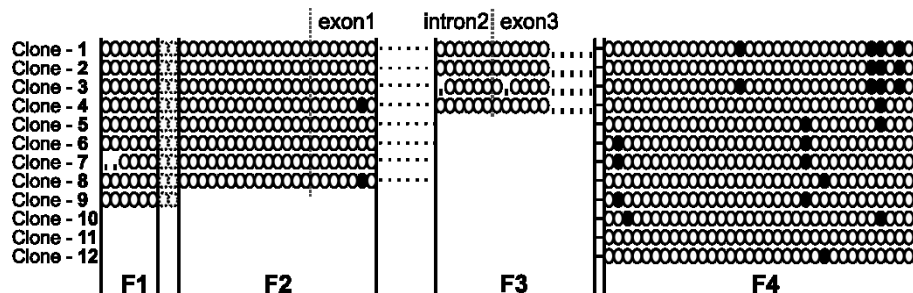 exon1 intron2 exon3
Clone - 1
Clone - 2
Clone - 3
Clone - 4
Clone - 5
Clone - 6
Clone - 7
Clone - 8
Clone - 9
Clone - 10
Clone - 11
Clone - 12
F1 F2 F3 F4